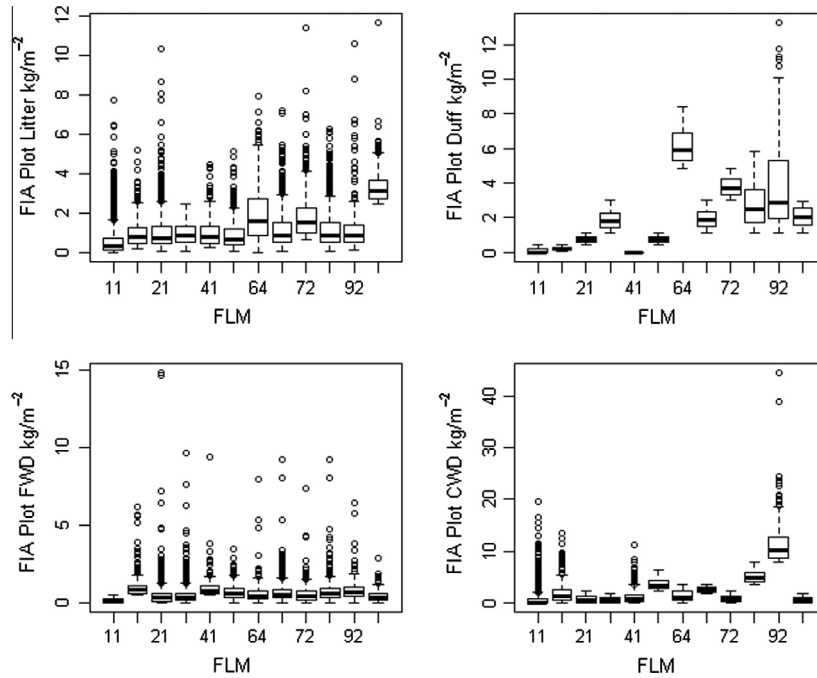 FIA Plot Litter kg/m⁻²
0 2 4 6 8 10 12
11 21 41 64 72 92
FLM
FIA Plot Duff kg/m⁻²
0 2 4 6 8 10 12
11 21 41 64 72 92
FLM
FIA Plot FWD kg/m⁻²
0 5 10 15
11 21 41 64 72 92
FLM
FIA Plot CWD kg/m⁻²
0 10 20 30 40
11 21 41 64 72 92
FLM